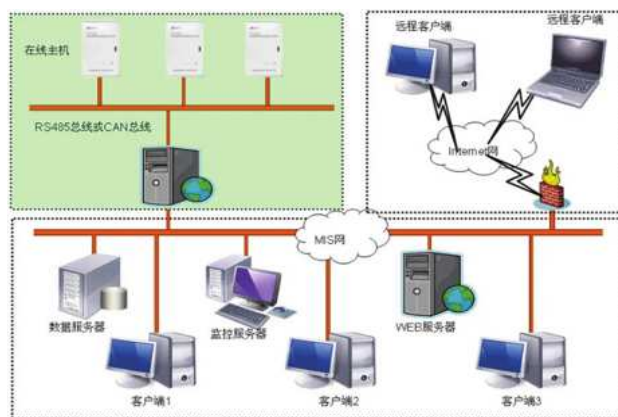 在线主机
RS485总线或CAN总线
远程客户端
远程客户端
Internet网
MIS网
数据服务器
监控服务器
WEB服务器
客户端1
客户端2
客户端3